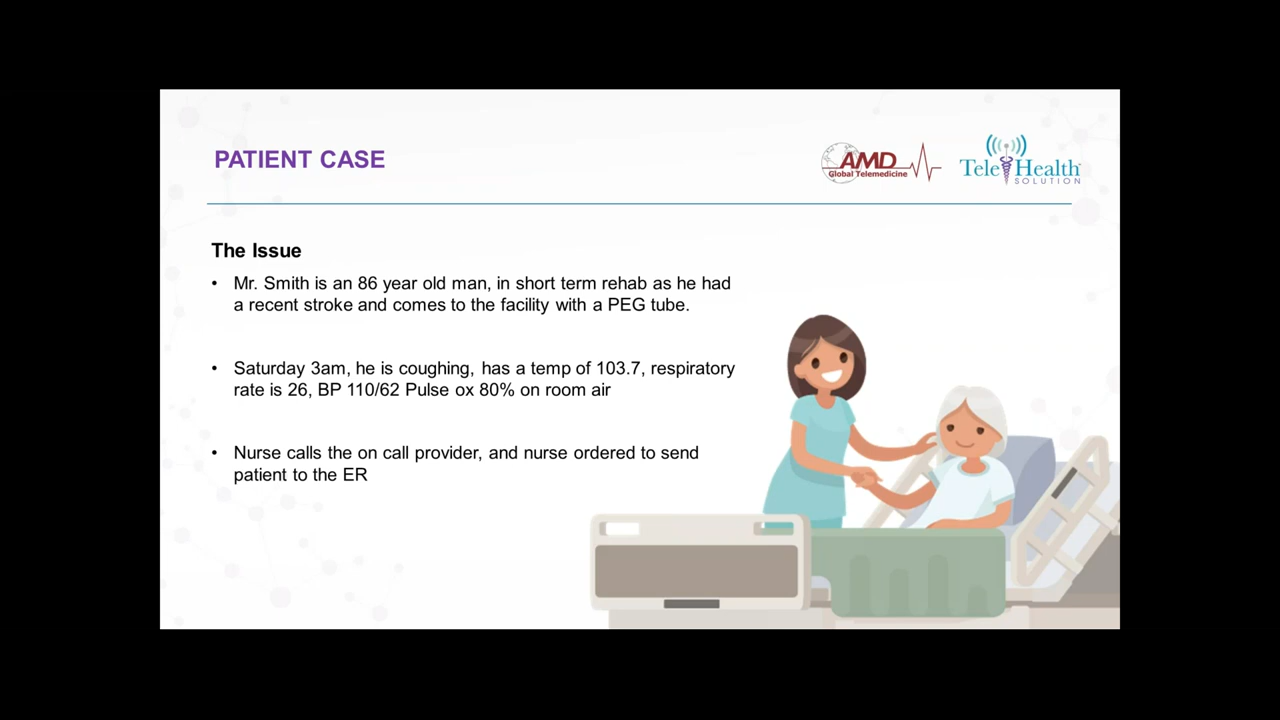 PATIENT CASE
AMD
Global Telemedicine
TeleHealth
SOLUTION
The Issue
• Mr. Smith is an 86 year old man, in short term rehab as he had
a recent stroke and comes to the facility with a PEG tube.
• Saturday 3am, he is coughing, has a temp of 103.7, respiratory
rate is 26, BP 110/62 Pulse ox 80% on room air
• Nurse calls the on call provider, and nurse ordered to send
patient to the ER